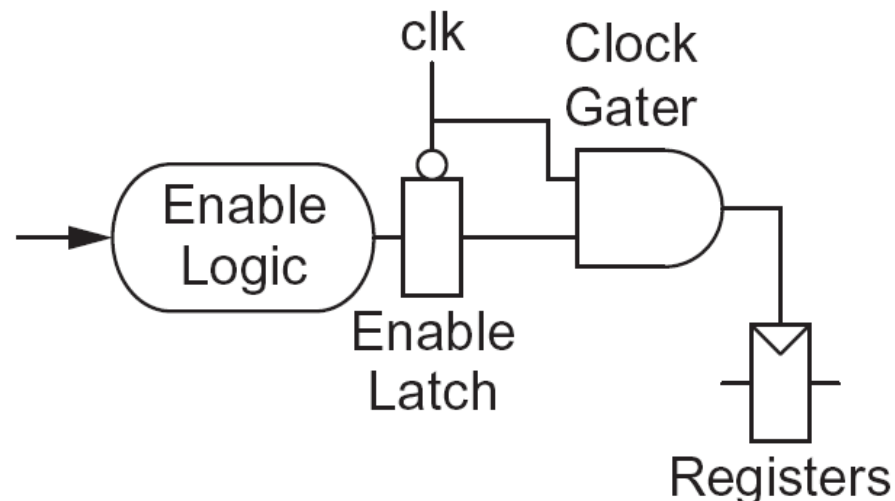 clk
Clock
Gater
Enable
Logic
Enable
Latch
Registers